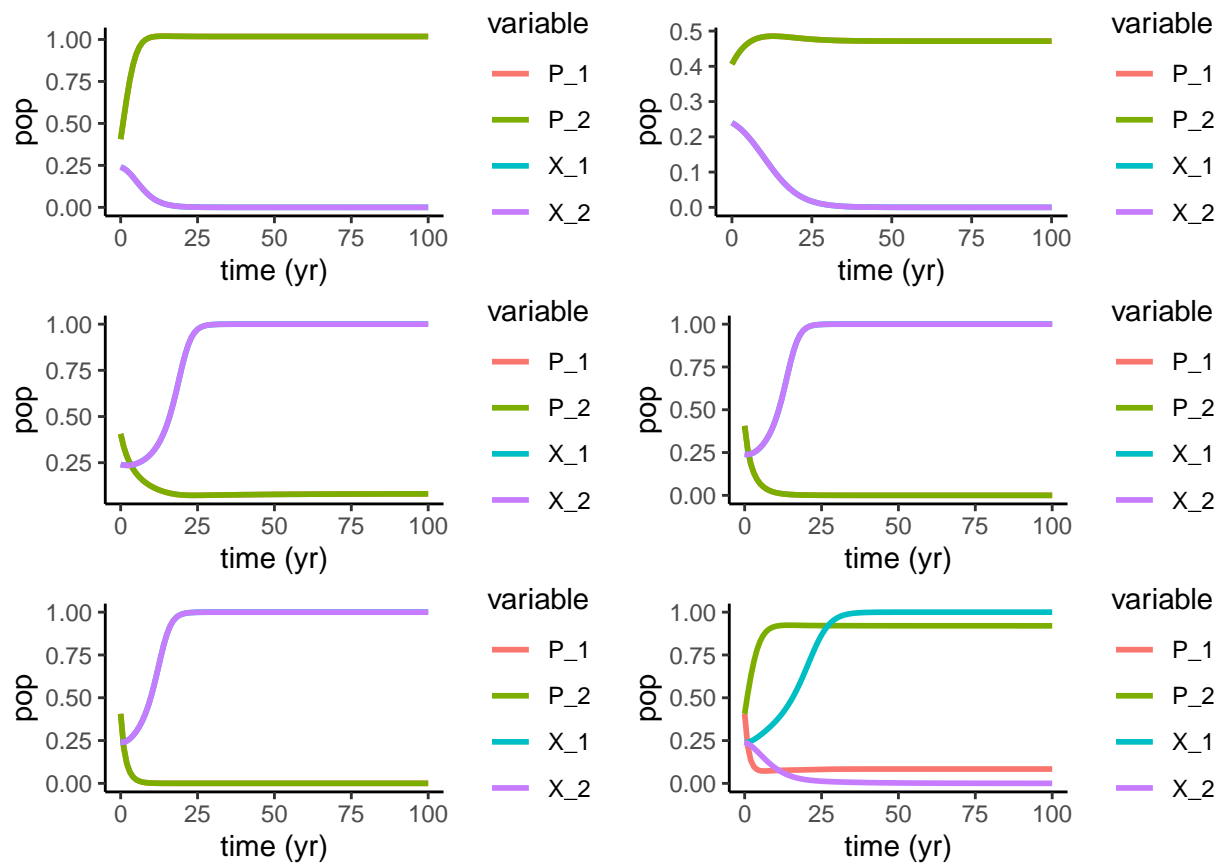 variable
P_1
P_2
X_1
X_2
pop
1.00
0.75
0.50
0.25
0.00
0 25 50 75 100
time (yr)
variable
P_1
P_2
X_1
X_2
pop
0.5
0.4
0.3
0.2
0.1
0.0
0 25 50 75 100
time (yr)
variable
P_1
P_2
X_1
X_2
pop
1.00
0.75
0.50
0.25
0 25 50 75 100
time (yr)
variable
P_1
P_2
X_1
X_2
pop
1.00
0.75
0.50
0.25
0.00
0 25 50 75 100
time (yr)
variable
P_1
P_2
X_1
X_2
pop
1.00
0.75
0.50
0.25
0.00
0 25 50 75 100
time (yr)
variable
P_1
P_2
X_1
X_2
pop
1.00
0.75
0.50
0.25
0.00
0 25 50 75 100
time (yr)